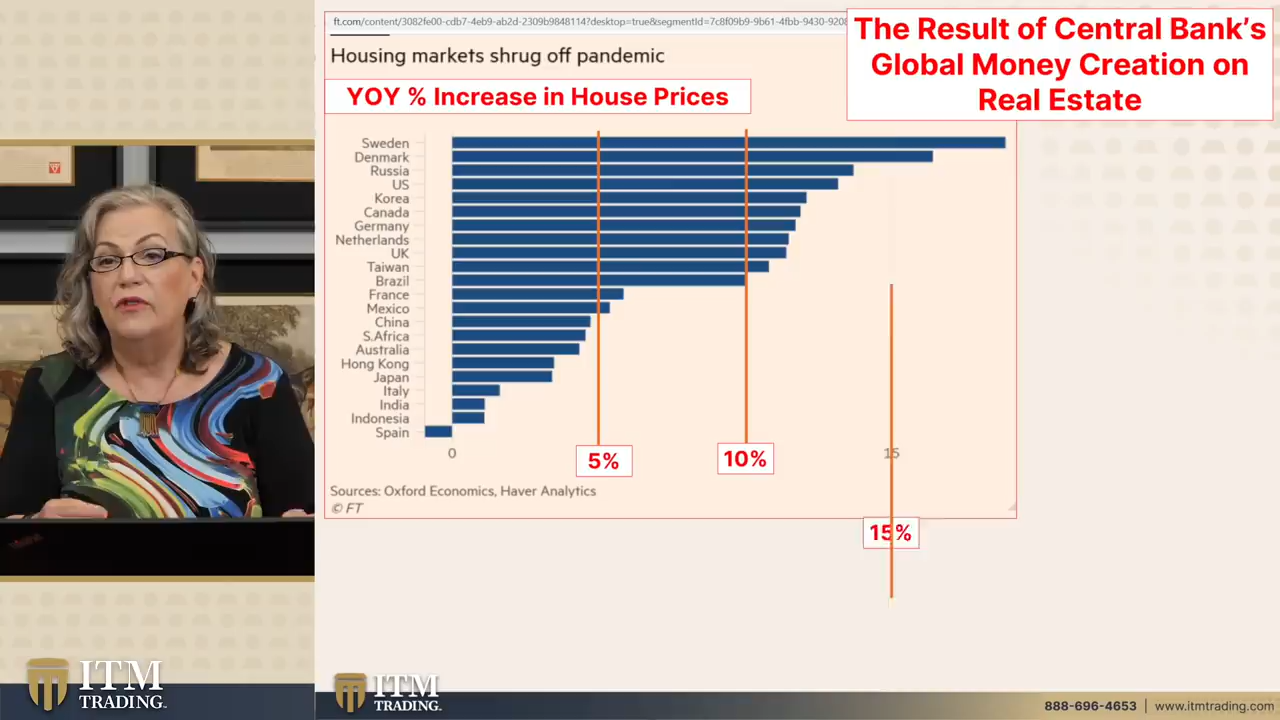 ft.com/content/3082fe00-cdb7-4eb9-ab2d-2309b9848114?desktop=true&segmentId=7c8f09b9-9b61-4fbb-9430-9208
The Result of Central Bank's
Global Money Creation on
Real Estate
Housing markets shrug off pandemic
YOY % Increase in House Prices
Sweden
Denmark
Russia
US
Korea
Canada
Germany
Netherlands
UK
Taiwan
Brazil
France
Mexico
China
S.Africa
Australia
Hong Kong
Japan
Italy
India
Indonesia
Spain
0
15
5%
10%
Sources: Oxford Economics, Haver Analytics
© FT
15%
ITM
TRADING.
ITM
TRADING.
888-696-4653 | www.itmtrading.com